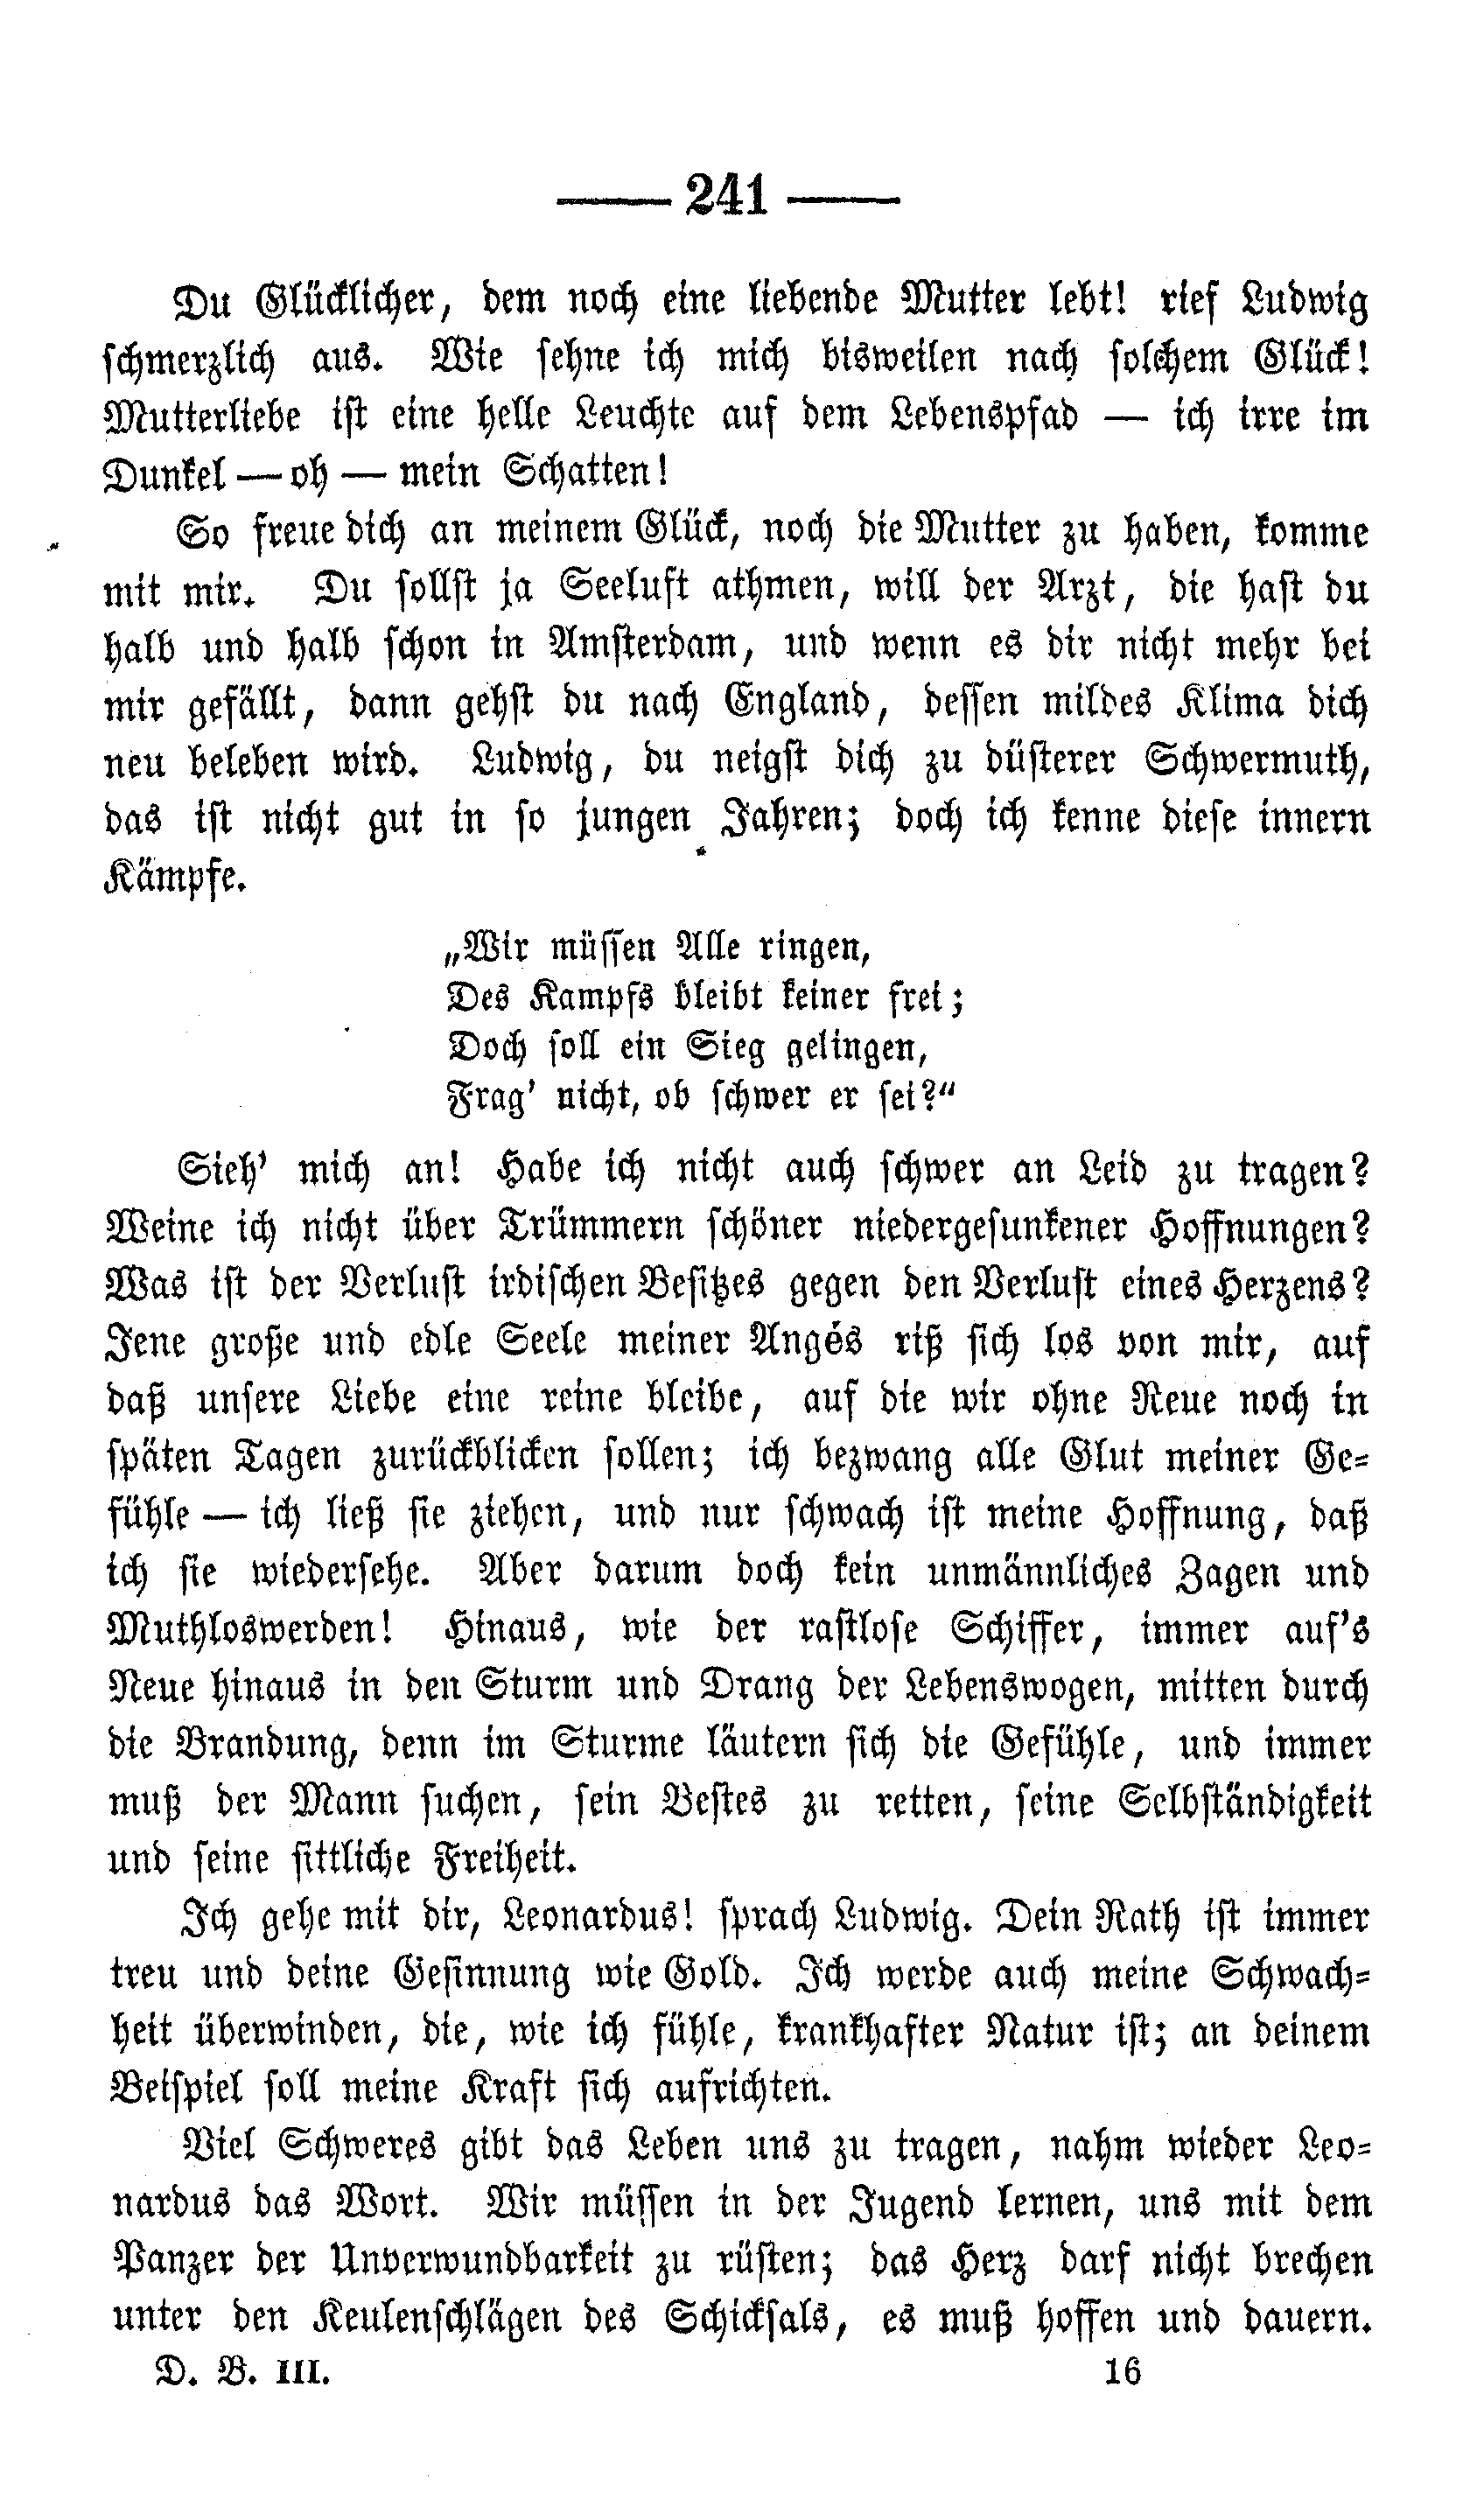 — 241 —
Du Glücklicher, dem noch eine liebende Mutter lebt! rief Ludwig
schmerzlich aus. Wie sehne ich mich bisweilen nach solchem Glück!
Mutterliebe ist eine helle Leuchte auf dem Lebenspfad — ich irre im
Dunkel — oh — mein Schatten!
So freue dich an meinem Glück, noch die Mutter zu haben, komme
mit mir. Du sollst ja Seeluft athmen, will der Arzt, die hast du
halb und halb schon in Amsterdam, und wenn es dir nicht mehr bei
mir gefällt, dann gehst du nach England, dessen mildes Klima dich
neu beleben wird. Ludwig, du neigst dich zu düsterer Schwermuth,
das ist nicht gut in so jungen Jahren; doch ich kenne diese innern
Kämpfe.
„Wir müssen Alle ringen,
Des Kampfs bleibt keiner frei;
Doch soll ein Sieg gelingen,
Frag' nicht, ob schwer er sei?“
Sieh' mich an! Habe ich nicht auch schwer an Leid zu tragen?
Weine ich nicht über Trümmern schöner niedergesunkener Hoffnungen?
Was ist der Verlust irdischen Besitzes gegen den Verlust eines Herzens?
Jene große und edle Seele meiner Angés riß sich los von mir, auf
daß unsere Liebe eine reine bleibe, auf die wir ohne Reue noch in
späten Tagen zurückblicken sollen; ich bezwang alle Glut meiner Ge-
fühle — ich ließ sie ziehen, und nur schwach ist meine Hoffnung, daß
ich sie wiedersehe. Aber darum doch kein unmännliches Zagen und
Muthloswerden! Hinaus, wie der rastlose Schiffer, immer auf's
Neue hinaus in den Sturm und Drang der Lebenswogen, mitten durch
die Brandung, denn im Sturme läutern sich die Gefühle, und immer
muß der Mann suchen, sein Bestes zu retten, seine Selbständigkeit
und seine sittliche Freiheit.
Ich gehe mit dir, Leonardus! sprach Ludwig. Dein Rath ist immer
treu und deine Gesinnung wie Gold. Ich werde auch meine Schwach-
heit überwinden, die, wie ich fühle, krankhafter Natur ist; an deinem
Beispiel soll meine Kraft sich aufrichten.
Viel Schweres gibt das Leben uns zu tragen, nahm wieder Leo-
nardus das Wort. Wir müssen in der Jugend lernen, uns mit dem
Panzer der Unverwundbarkeit zu rüsten; das Herz darf nicht brechen
unter den Keulenschlägen des Schicksals, es muß hoffen und dauern.
D. B. III. 16